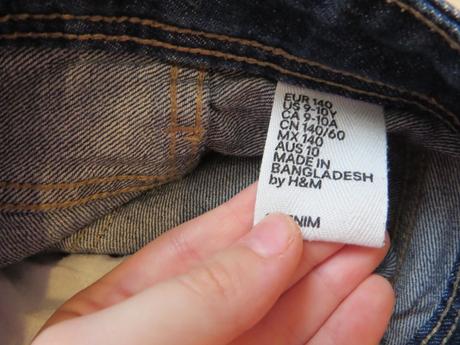 EUR 140
US 9-10Y
CA 9-10A
CN 140/60
MX 140
AUS 10
MADE IN
BANGLADESH
by H&M